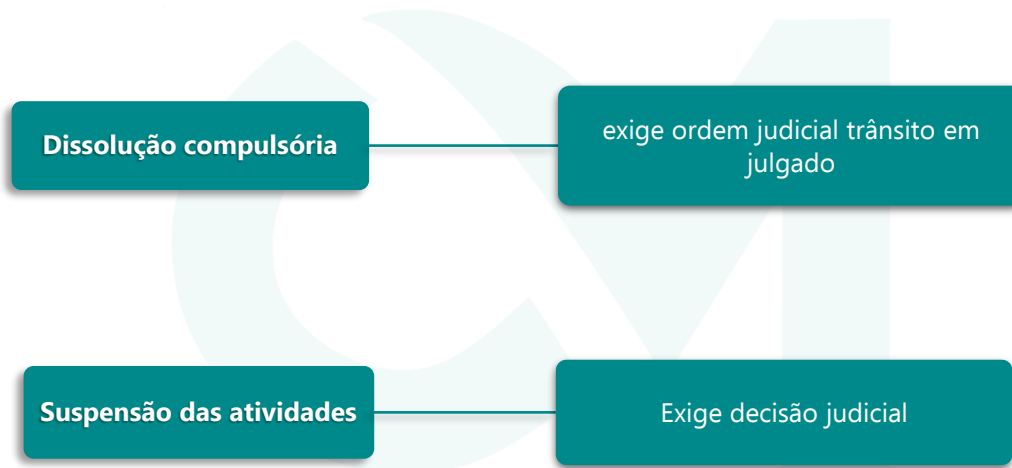 Dissolução compulsória
exige ordem judicial trânsito em
julgado
Suspensão das atividades
Exige decisão judicial